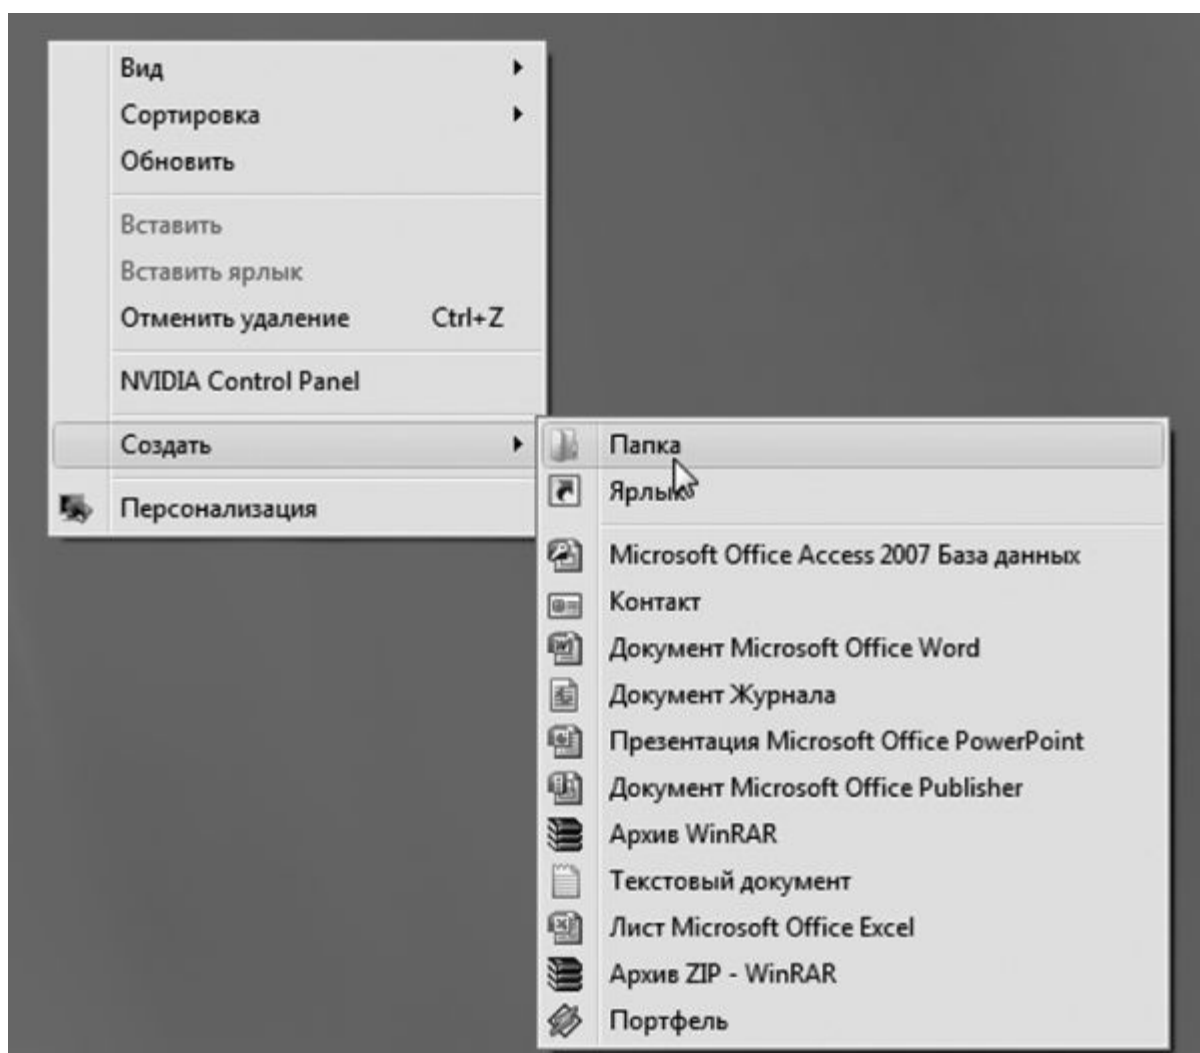 Вид
Сортировка
Обновить
Вставить
Вставить ярлык
Отменить удаление Ctrl+Z
NVIDIA Control Panel
Создать
Персонализация
Папка
Ярлык
Microsoft Office Access 2007 База данных
Контакт
Документ Microsoft Office Word
Документ Журнала
Презентация Microsoft Office PowerPoint
Документ Microsoft Office Publisher
Архив WinRAR
Текстовый документ
Лист Microsoft Office Excel
Архив ZIP - WinRAR
Портфель